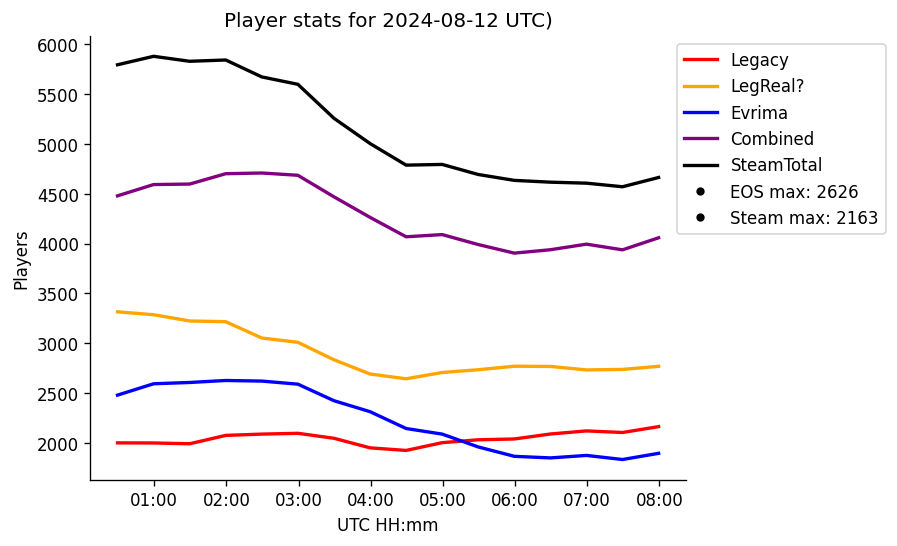 Player stats for 2024-08-12 UTC)
6000
5500
5000
4500
4000
3500
3000
2500
2000
Players
01:00 02:00 03:00 04:00 05:00 06:00 07:00 08:00
UTC HH:mm
Legacy
LegReal?
Evrima
Combined
SteamTotal
EOS max: 2626
Steam max: 2163